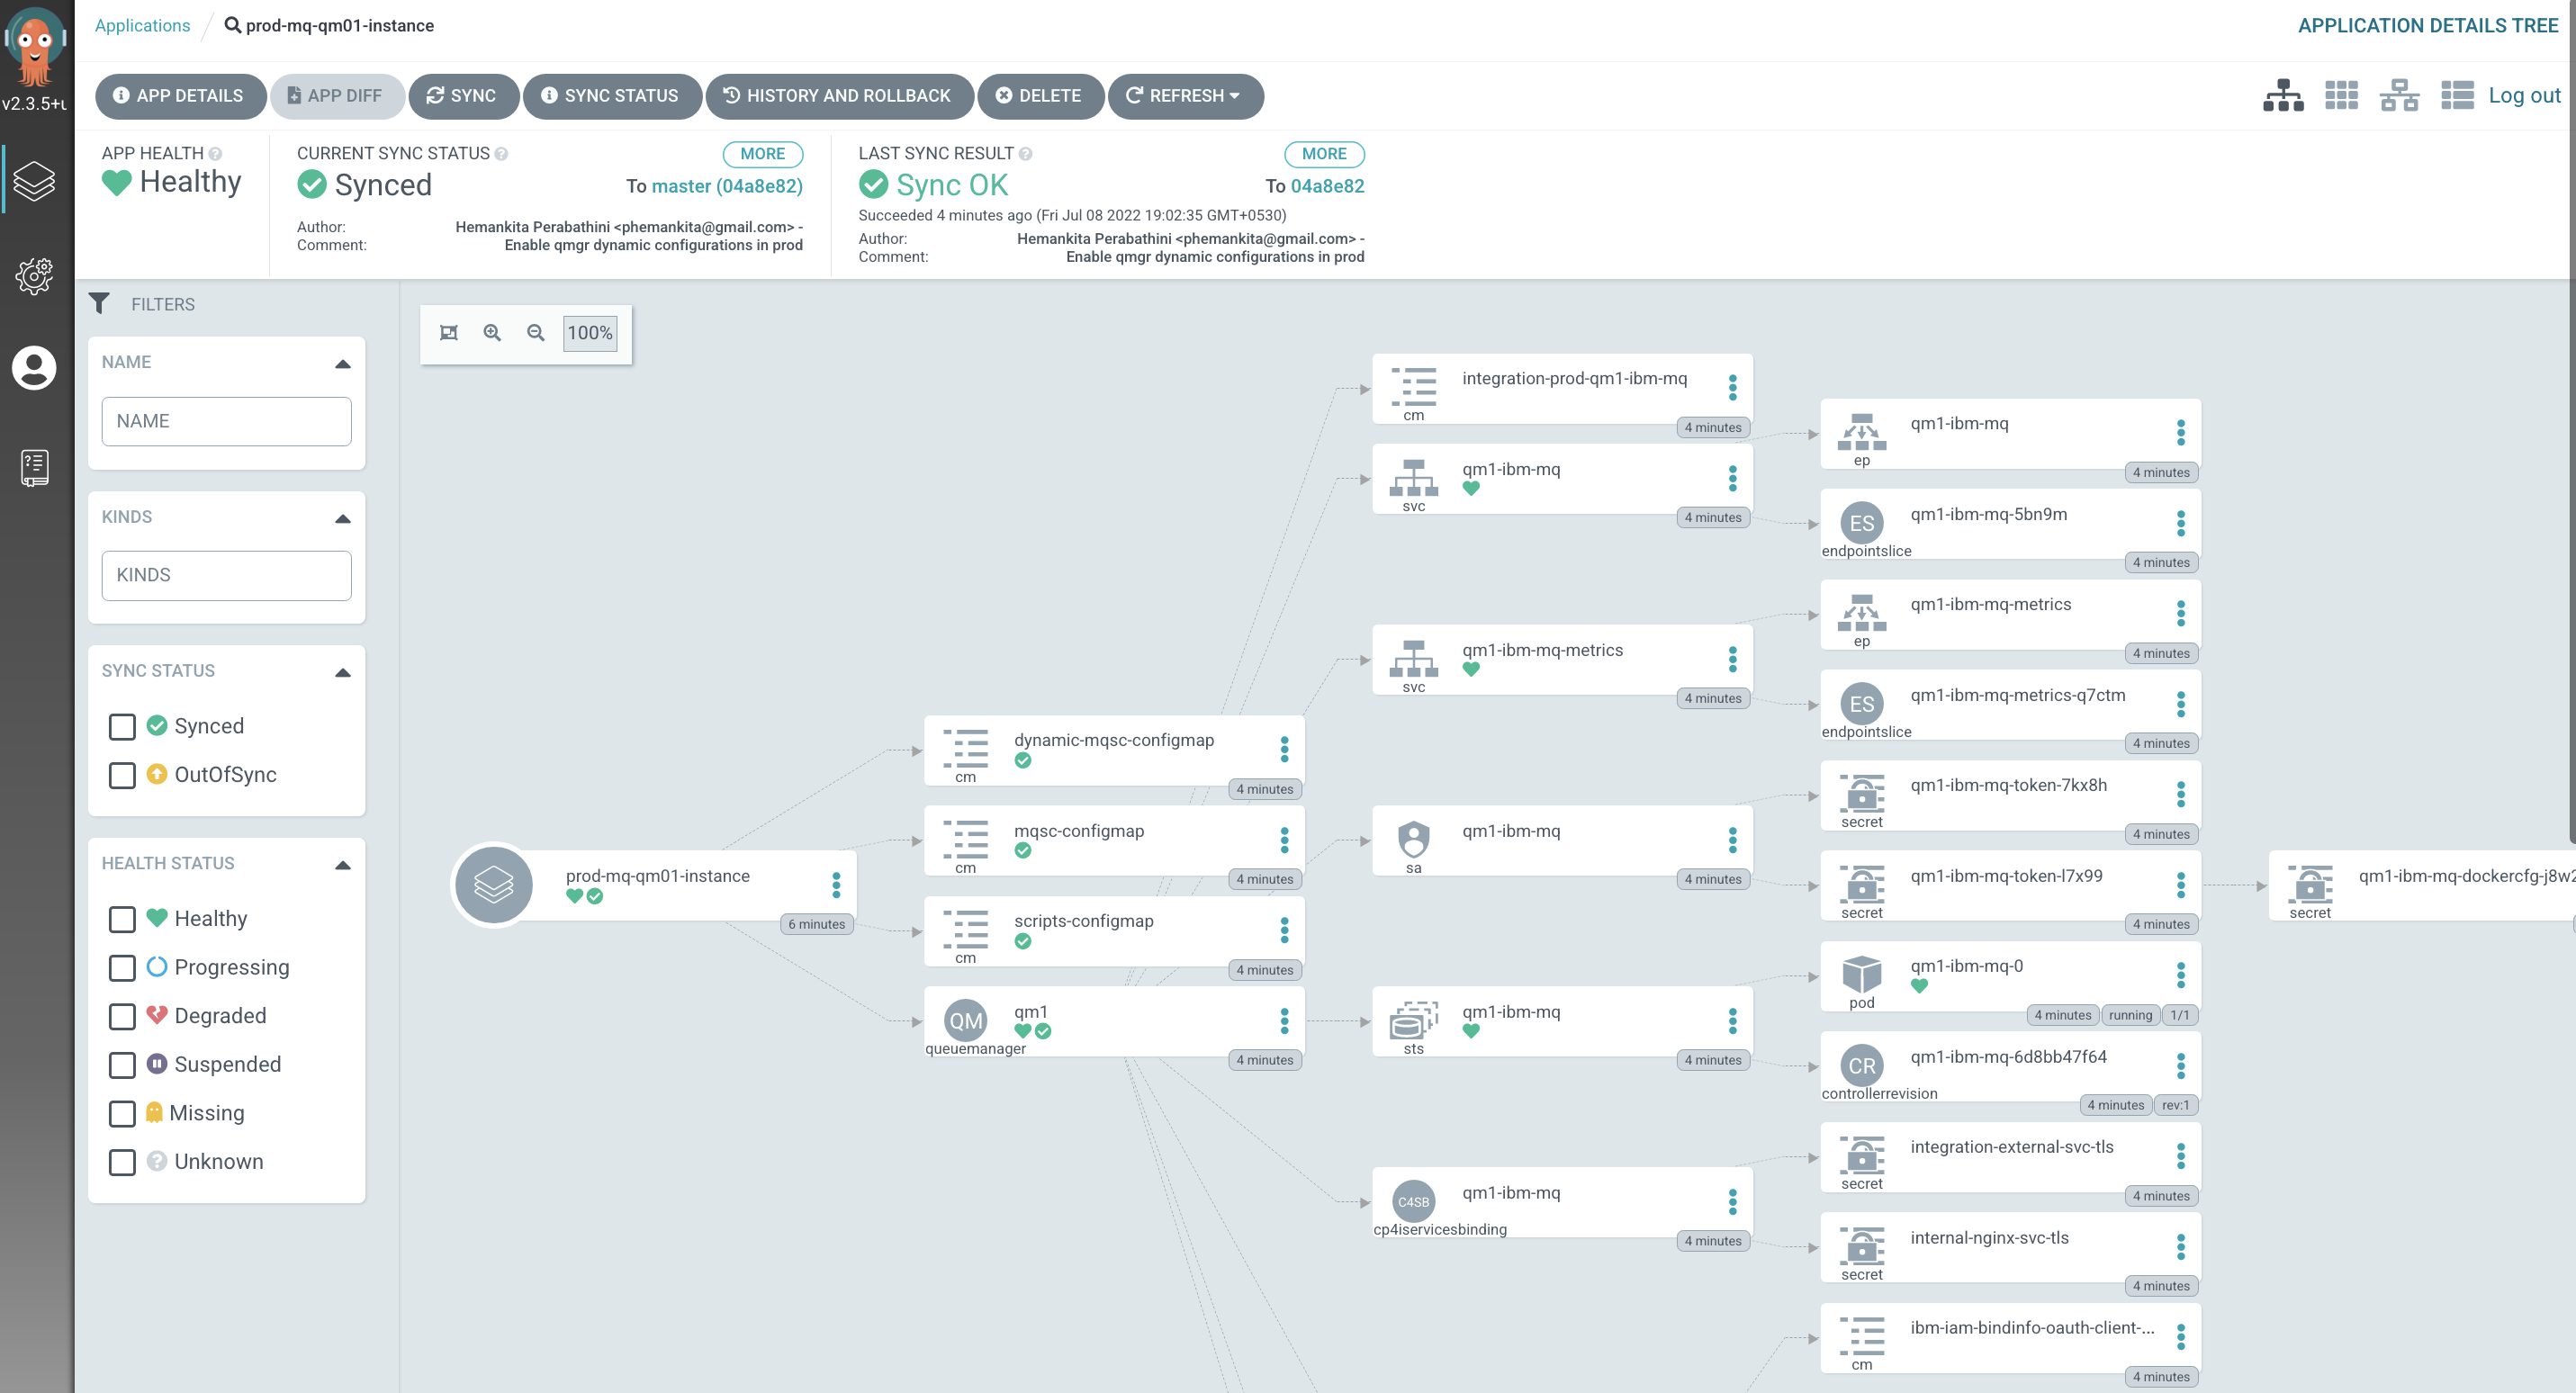 Applications
prod-mq-qm01-instance
APPLICATION DETAILS TREE
v2.3.5+
APP DETAILS
APP DIFF
SYNC
SYNC STATUS
HISTORY AND ROLLBACK
DELETE
REFRESH
Log out
APP HEALTH
Healthy
CURRENT SYNC STATUS
MORE
Synced
To master (04a8e82)
Author: Hemankita Perabathini <phemankita@gmail.com> -
Comment: Enable qmgr dynamic configurations in prod
LAST SYNC RESULT
MORE
Sync OK
To 04a8e82
Succeeded 4 minutes ago (Fri Jul 08 2022 19:02:35 GMT+0530)
Author: Hemankita Perabathini <phemankita@gmail.com> -
Comment: Enable qmgr dynamic configurations in prod
FILTERS
NAME
NAME
KINDS
KINDS
SYNC STATUS
Synced
OutOfSync
HEALTH STATUS
Healthy
Progressing
Degraded
Suspended
Missing
Unknown
100%
prod-mq-qm01-instance
6 minutes
dynamic-mqsc-configmap
cm
4 minutes
mqsc-configmap
cm
4 minutes
scripts-configmap
cm
4 minutes
QM
qm1
queuemanager
4 minutes
integration-prod-qm1-ibm-mq
cm
4 minutes
qm1-ibm-mq
svc
4 minutes
qm1-ibm-mq-metrics
svc
4 minutes
qm1-ibm-mq
sa
4 minutes
qm1-ibm-mq
sts
4 minutes
C4SB
qm1-ibm-mq
cp4iservicesbinding
4 minutes
qm1-ibm-mq
ep
4 minutes
ES
qm1-ibm-mq-5bn9m
endpointslice
4 minutes
qm1-ibm-mq-metrics
ep
4 minutes
ES
qm1-ibm-mq-metrics-q7ctm
endpointslice
4 minutes
qm1-ibm-mq-token-7kx8h
secret
4 minutes
qm1-ibm-mq-token-l7x99
secret
4 minutes
qm1-ibm-mq-0
pod
4 minutes running 1/1
CR
qm1-ibm-mq-6d8bb47f64
controllerrevision
4 minutes rev:1
integration-external-svc-tls
secret
4 minutes
internal-nginx-svc-tls
secret
4 minutes
ibm-iam-bindinfo-oauth-client-...
cm
4 minutes
qm1-ibm-mq-dockercfg-j8w2
secret